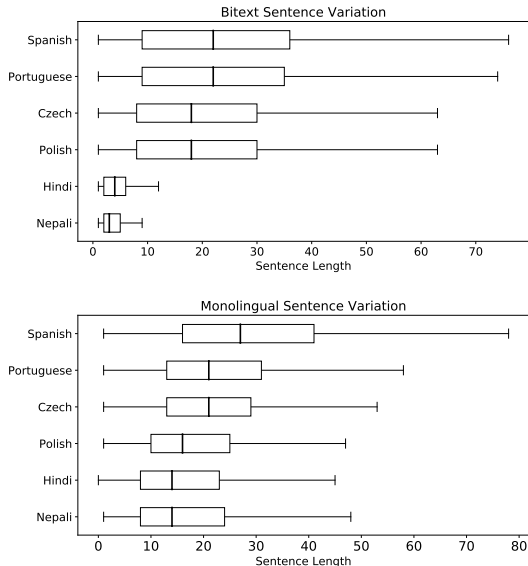 Bitext Sentence Variation
Spanish
Portuguese
Czech
Polish
Hindi
Nepali
0 10 20 30 40 50 60 70
Sentence Length
Monolingual Sentence Variation
Spanish
Portuguese
Czech
Polish
Hindi
Nepali
0 10 20 30 40 50 60 70 80
Sentence Length